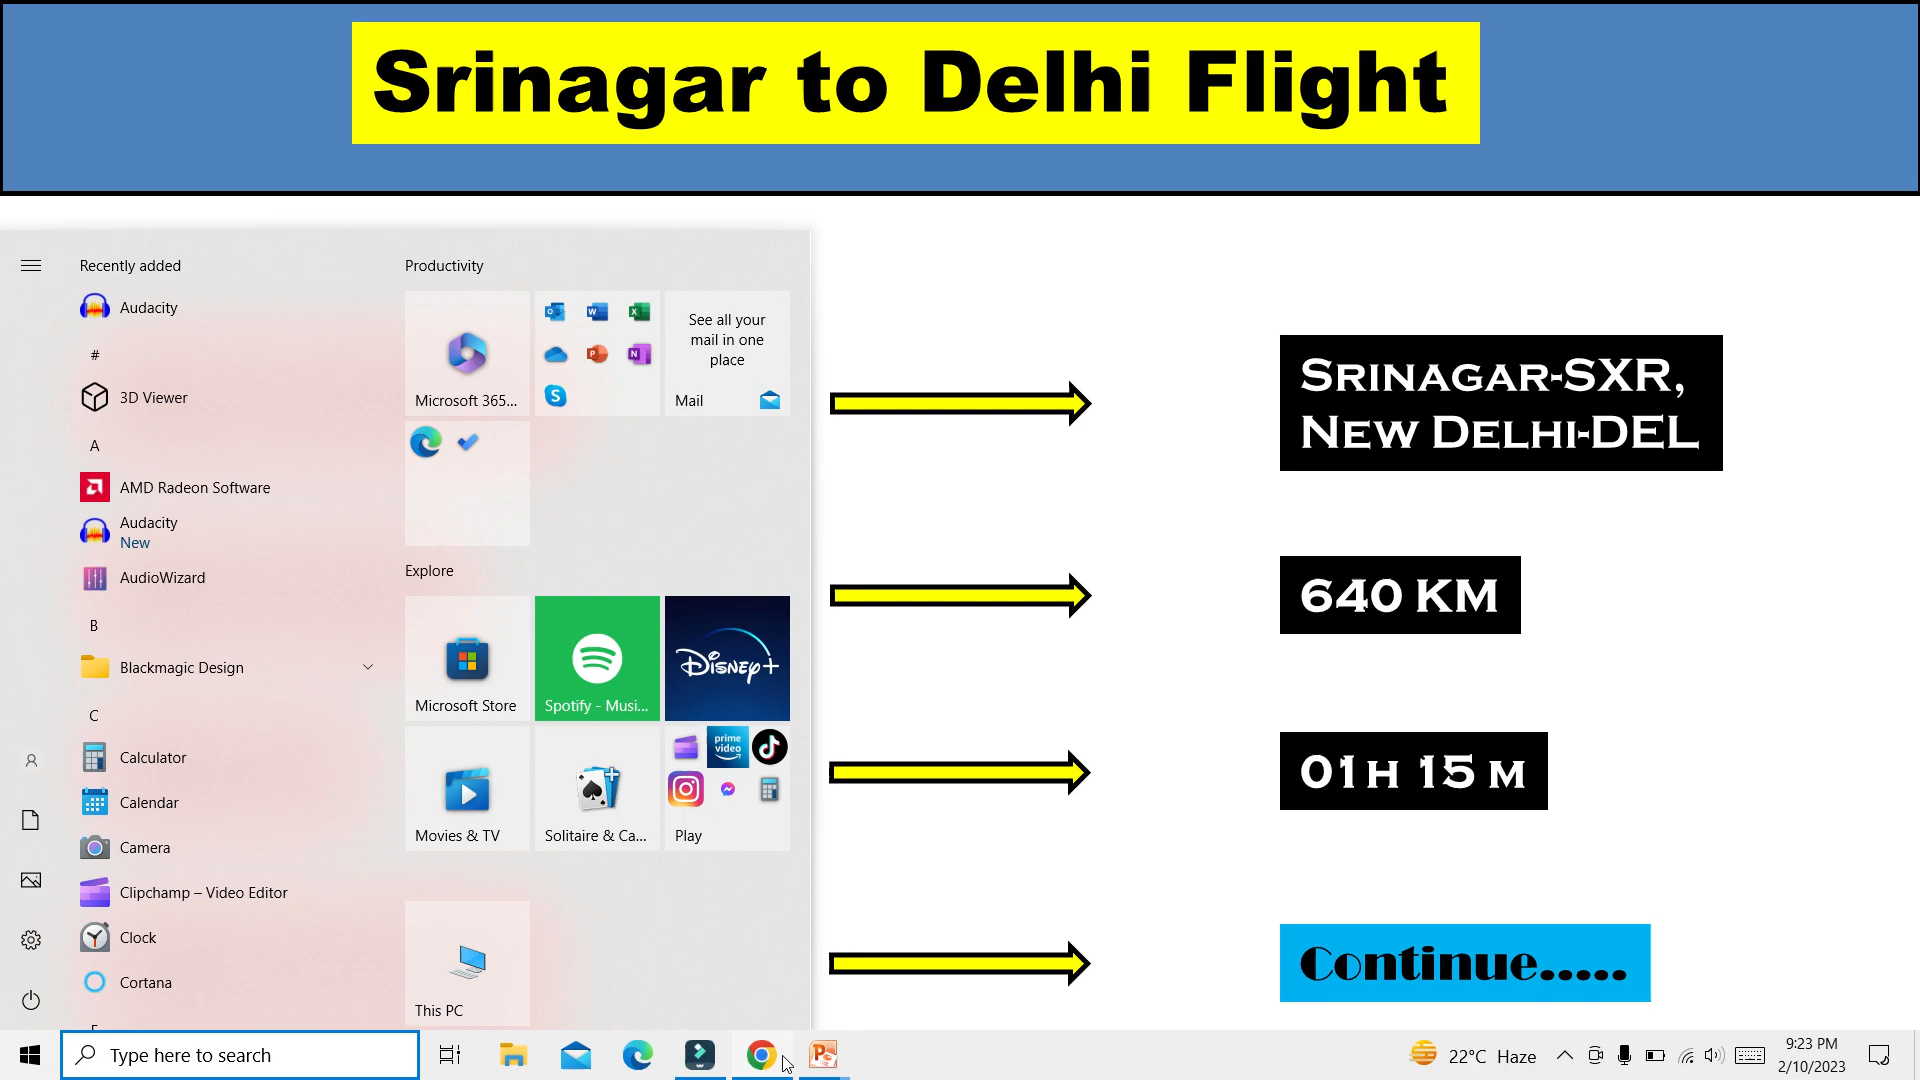 Srinagar to Delhi Flight
Recently added
Audacity
#
3D Viewer
A
AMD Radeon Software
Audacity
New
AudioWizard
B
Blackmagic Design
C
Calculator
Calendar
Camera
Clipchamp – Video Editor
Clock
Cortana
Productivity
Microsoft 365...
See all your
mail in one
place
Mail
Explore
Microsoft Store
Spotify - Musi...
Disney+
Movies & TV
Solitaire & Ca...
prime
video
Play
This PC
Srinagar-SXR,
New Delhi-DEL
640 KM
01h 15 m
Continue.....
Type here to search
22°C Haze
9:23 PM
2/10/2023